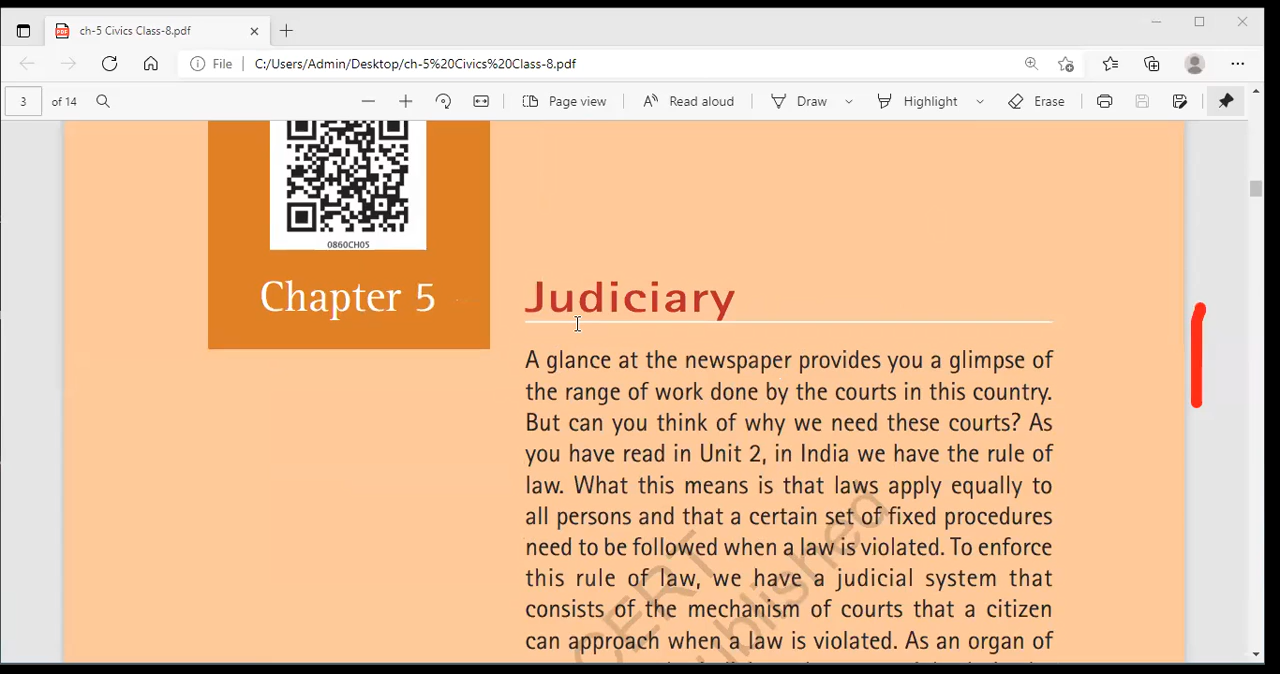 ch-5 Civics Class-8.pdf
File C:/Users/Admin/Desktop/ch-5%20Civics%20Class-8.pdf
3 of 14 Page view Read aloud Draw Highlight Erase
0860CH05
Chapter 5
Judiciary
A glance at the newspaper provides you a glimpse of
the range of work done by the courts in this country.
But can you think of why we need these courts? As
you have read in Unit 2, in India we have the rule of
law. What this means is that laws apply equally to
all persons and that a certain set of fixed procedures
need to be followed when a law is violated. To enforce
this rule of law, we have a judicial system that
consists of the mechanism of courts that a citizen
can approach when a law is violated. As an organ of